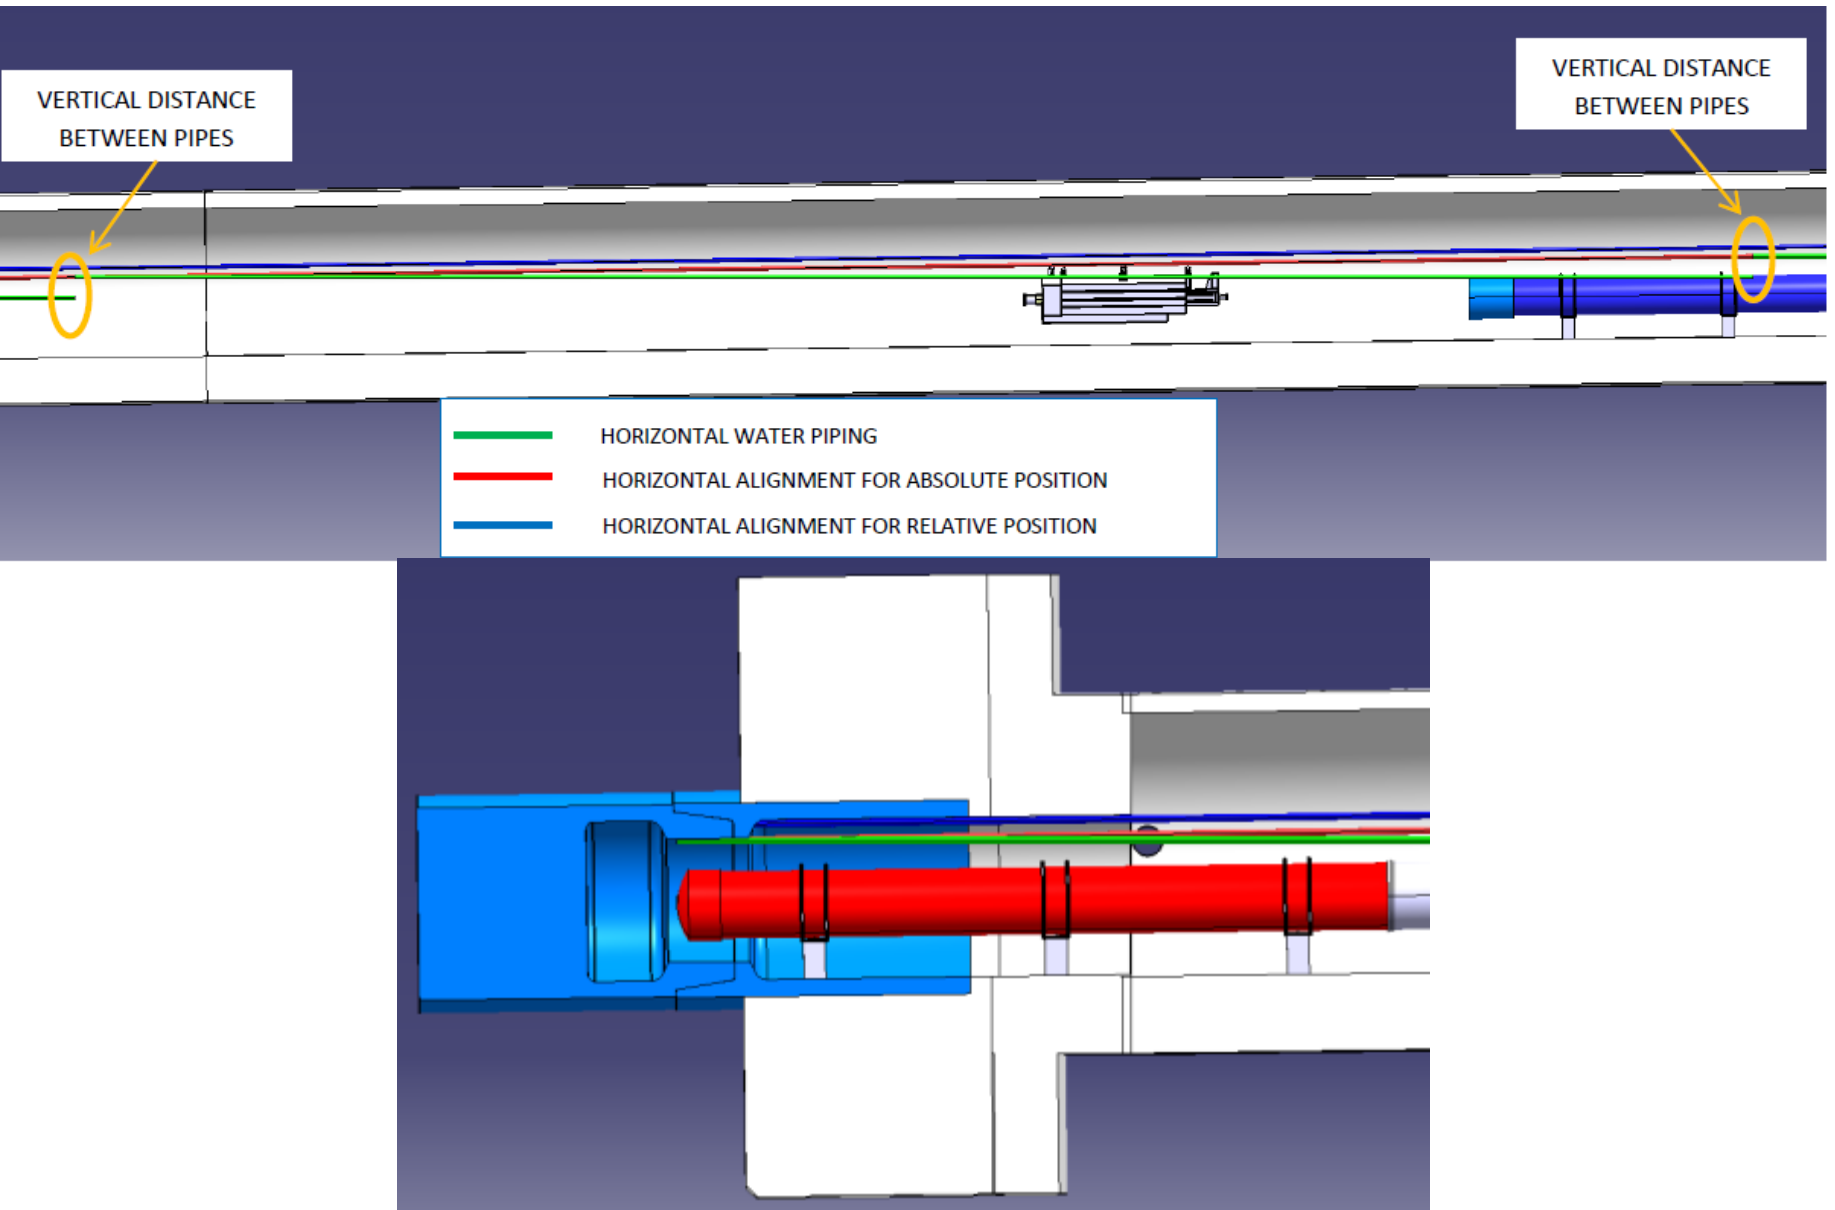 VERTICAL DISTANCE
BETWEEN PIPES
VERTICAL DISTANCE
BETWEEN PIPES
HORIZONTAL WATER PIPING
HORIZONTAL ALIGNMENT FOR ABSOLUTE POSITION
HORIZONTAL ALIGNMENT FOR RELATIVE POSITION